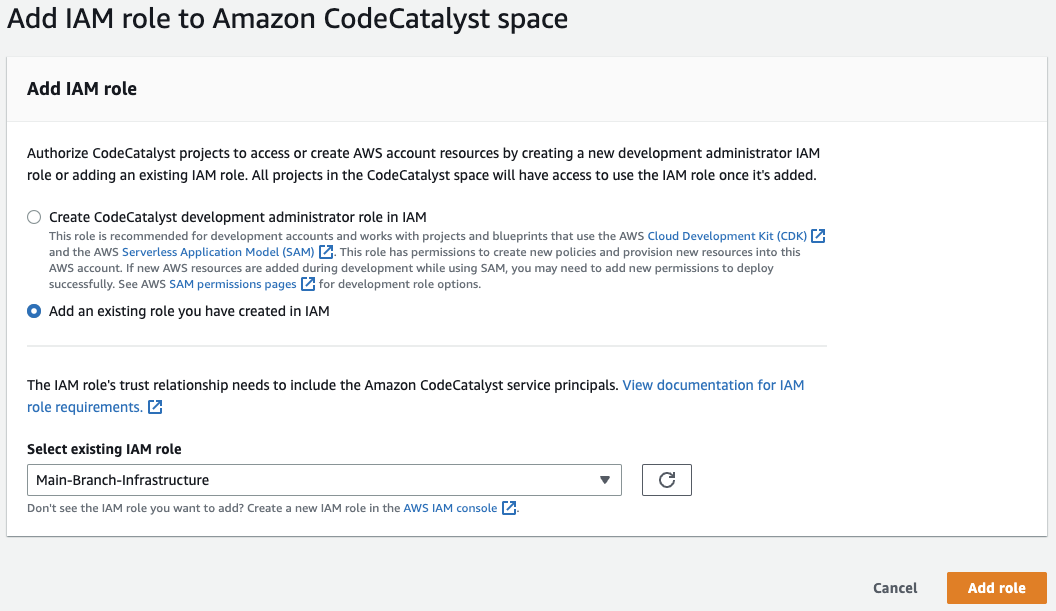 Add IAM role to Amazon CodeCatalyst space
Add IAM role
Authorize CodeCatalyst projects to access or create AWS account resources by creating a new development administrator IAM
role or adding an existing IAM role. All projects in the CodeCatalyst space will have access to use the IAM role once it's added.
Create CodeCatalyst development administrator role in IAM
This role is recommended for development accounts and works with projects and blueprints that use the AWS Cloud Development Kit (CDK)
and the AWS Serverless Application Model (SAM) . This role has permissions to create new policies and provision new resources into this
AWS account. If new AWS resources are added during development while using SAM, you may need to add new permissions to deploy
successfully. See AWS SAM permissions pages for development role options.
Add an existing role you have created in IAM
The IAM role's trust relationship needs to include the Amazon CodeCatalyst service principals. View documentation for IAM
role requirements.
Select existing IAM role
Main-Branch-Infrastructure
Don't see the IAM role you want to add? Create a new IAM role in the AWS IAM console .
Cancel Add role